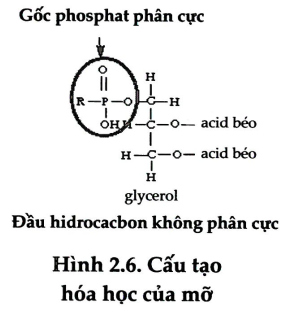 Gốc phosphat phân cực
O H
R—P—O—C—H
OHH—C—O— acid béo
H—C—O— acid béo
H
glycerol
Đầu hidrocacbon không phân cực
Hình 2.6. Cấu tạo
hóa học của mỡ